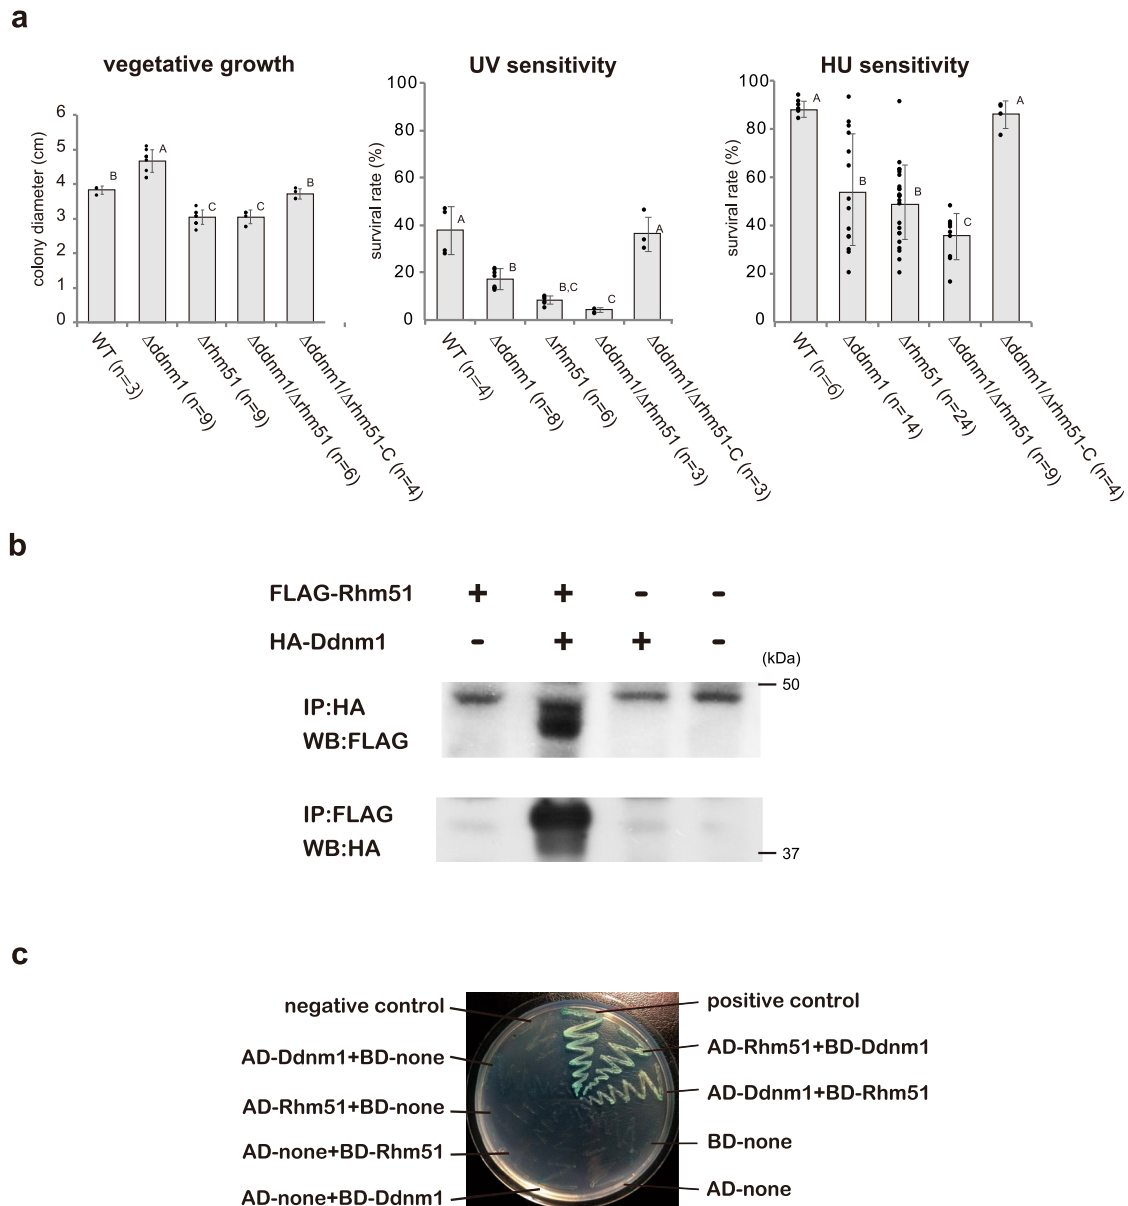 a
vegetative growth
UV sensitivity
HU sensitivity
colony diameter (cm)
6
5
4
3
2
1
0
B
A
C
C
B
WT (n=3)
Δddnm1 (n=9)
Δrhm51 (n=9)
Δddnm1/Δrhm51 (n=6)
Δddnm1/Δrhm51-C (n=4)
surviral rate (%)
100
80
60
40
20
0
A
B
B,C
C
A
WT (n=4)
Δddnm1 (n=8)
Δrhm51 (n=6)
Δddnm1/Δrhm51 (n=3)
Δddnm1/Δrhm51-C (n=3)
surviral rate (%)
100
80
60
40
20
0
A
B
B
C
A
WT (n=6)
Δddnm1 (n=14)
Δrhm51 (n=24)
Δddnm1/Δrhm51 (n=9)
Δddnm1/Δrhm51-C (n=4)
b
FLAG-Rhm51 + + - -
HA-Ddnm1 - + + -
(kDa)
50
IP:HA
WB:FLAG
IP:FLAG
WB:HA
37
c
negative control
AD-Ddnm1+BD-none
AD-Rhm51+BD-none
AD-none+BD-Rhm51
AD-none+BD-Ddnm1
positive control
AD-Rhm51+BD-Ddnm1
AD-Ddnm1+BD-Rhm51
BD-none
AD-none